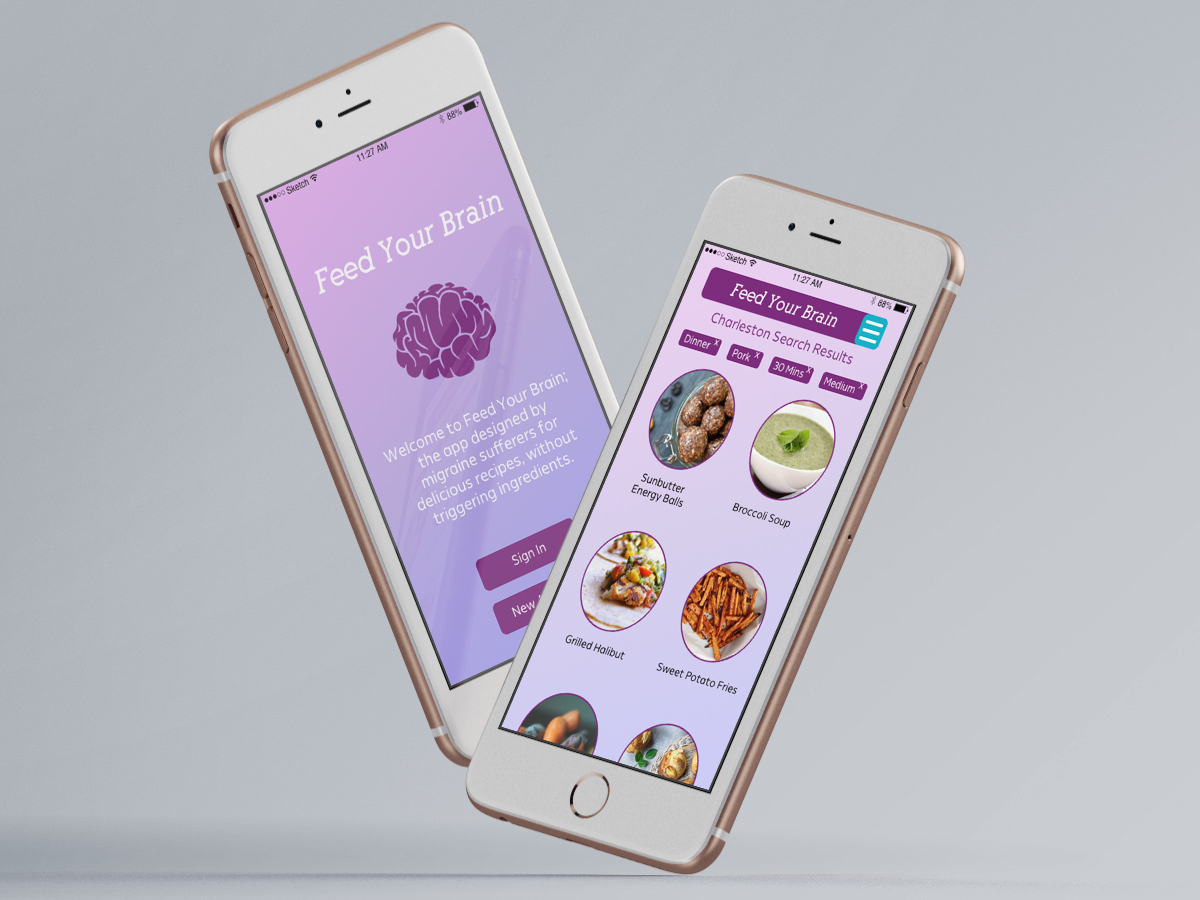 Sketch 11:27 AM 88%
Feed Your Brain
Welcome to Feed Your Brain;
the app designed by
migraine sufferers for
delicious recipes, without
triggering ingredients.
Sign In
New
Sketch 11:27 AM 88%
Feed Your Brain
Charleston Search Results
Dinner x Pork x 30 Mins x Medium x
Sunbutter
Energy Balls
Broccoli Soup
Grilled Halibut
Sweet Potato Fries